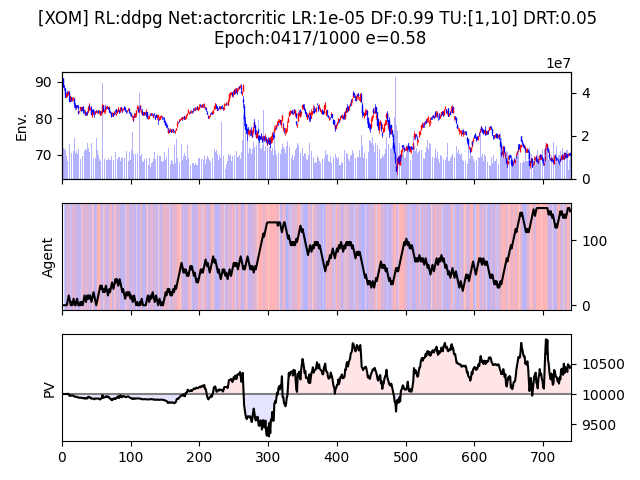 [XOM] RL:ddpg Net:actorcritic LR:1e-05 DF:0.99 TU:[1,10] DRT:0.05
Epoch:0417/1000 e=0.58
1e7
90
80
70
Env.
4
2
0
Agent
100
0
PV
10500
10000
9500
0 100 200 300 400 500 600 700